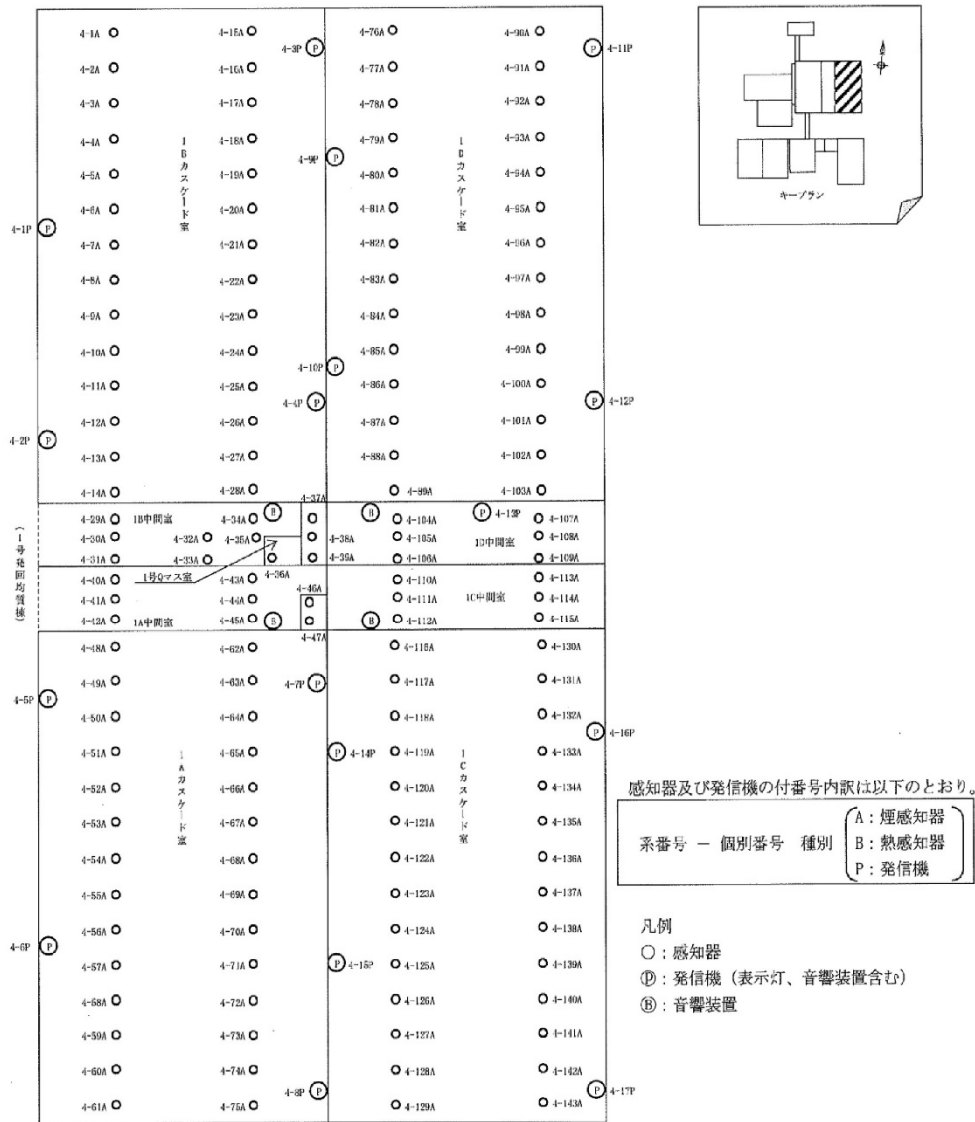 4-1A
4-15A
4-3P
P
4-76A
4-90A
P
4-11P
4-2A
4-16A
4-77A
4-91A
4-3A
4-17A
4-78A
4-92A
4-4A
4-18A
4-79A
4-93A
4-9P
P
4-5A
4-19A
4-80A
4-94A
4-6A
4-20A
4-81A
4-95A
4-1P
P
4-7A
4-21A
4-82A
4-96A
4-8A
4-22A
4-83A
4-97A
4-9A
4-23A
4-84A
4-98A
4-10A
4-24A
4-85A
4-99A
4-10P
P
4-11A
4-25A
4-86A
4-100A
4-4P
P
P
4-12P
4-12A
4-26A
4-87A
4-101A
4-2P
P
4-13A
4-27A
4-88A
4-102A
4-14A
4-28A
4-37A
4-89A
4-103A
1Bカスケード室
1Dカスケード室
4-29A
1B中間室
4-34A
B
B
4-104A
P
4-13P
4-107A
4-30A
4-32A
4-35A
4-38A
4-105A
1D中間室
4-108A
4-31A
4-33A
4-39A
4-106A
4-109A
1号Qマス室
4-36A
4-40A
4-43A
4-46A
4-110A
4-113A
4-41A
4-44A
4-111A
1C中間室
4-114A
4-42A
1A中間室
4-45A
B
B
4-112A
4-115A
(1号発回均質棟)
4-47A
4-48A
4-62A
4-116A
4-130A
4-49A
4-63A
4-7P
P
4-117A
4-131A
4-5P
P
4-50A
4-64A
4-118A
4-132A
P
4-16P
4-51A
4-65A
P
4-14P
4-119A
4-133A
4-52A
4-66A
4-120A
4-134A
4-53A
4-67A
4-121A
4-135A
4-54A
4-68A
4-122A
4-136A
4-55A
4-69A
4-123A
4-137A
4-56A
4-70A
4-124A
4-138A
4-6P
P
4-57A
4-71A
P
4-15P
4-125A
4-139A
4-58A
4-72A
4-126A
4-140A
4-59A
4-73A
4-127A
4-141A
4-60A
4-74A
4-128A
4-142A
4-8P
P
P
4-17P
4-61A
4-75A
4-129A
4-143A
1Aカスケード室
1Cカスケード室
キープラン
感知器及び発信機の付番号内訳は以下のとおり。
系番号 － 個別番号 種別
A：煙感知器
B：熱感知器
P：発信機
凡例
○：感知器
Ⓟ：発信機（表示灯、音響装置含む）
Ⓑ：音響装置